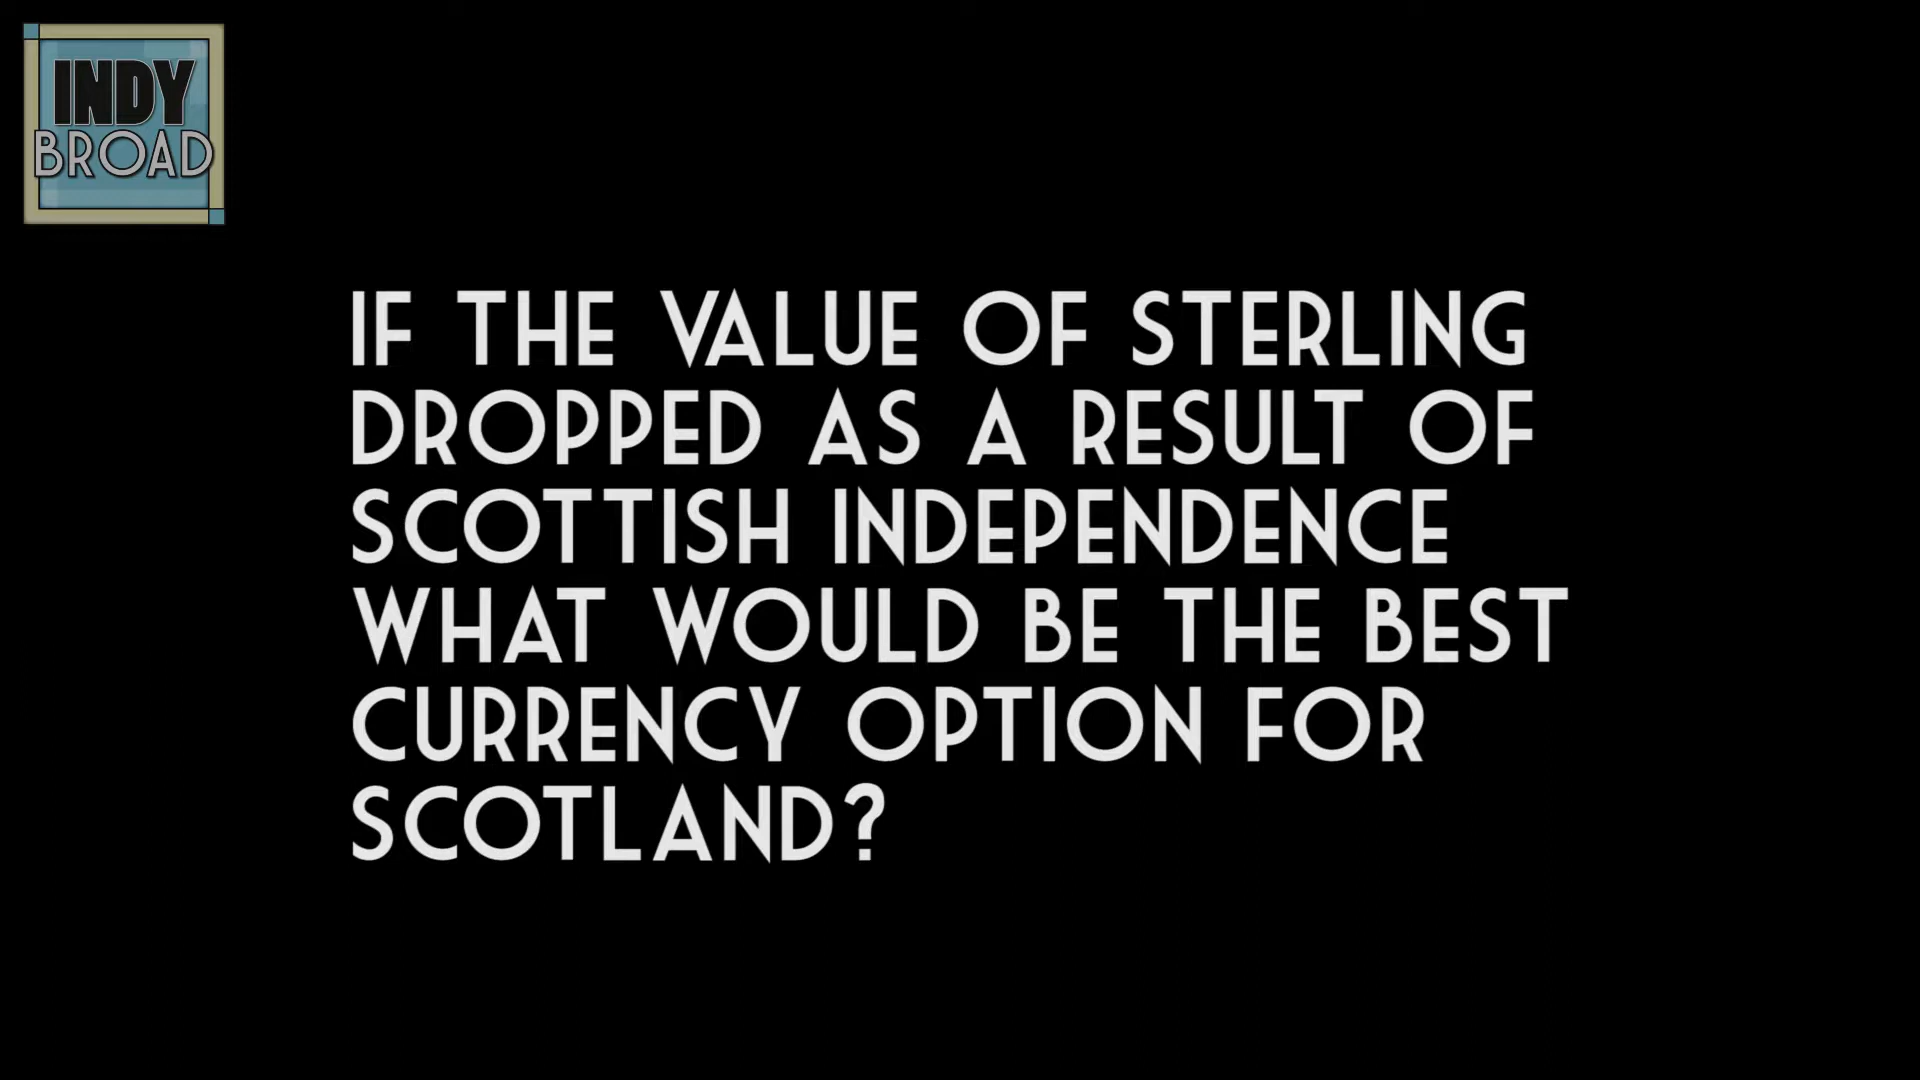 INDY
BROAD
IF THE VALUE OF STERLING
DROPPED AS A RESULT OF
SCOTTISH INDEPENDENCE
WHAT WOULD BE THE BEST
CURRENCY OPTION FOR
SCOTLAND?